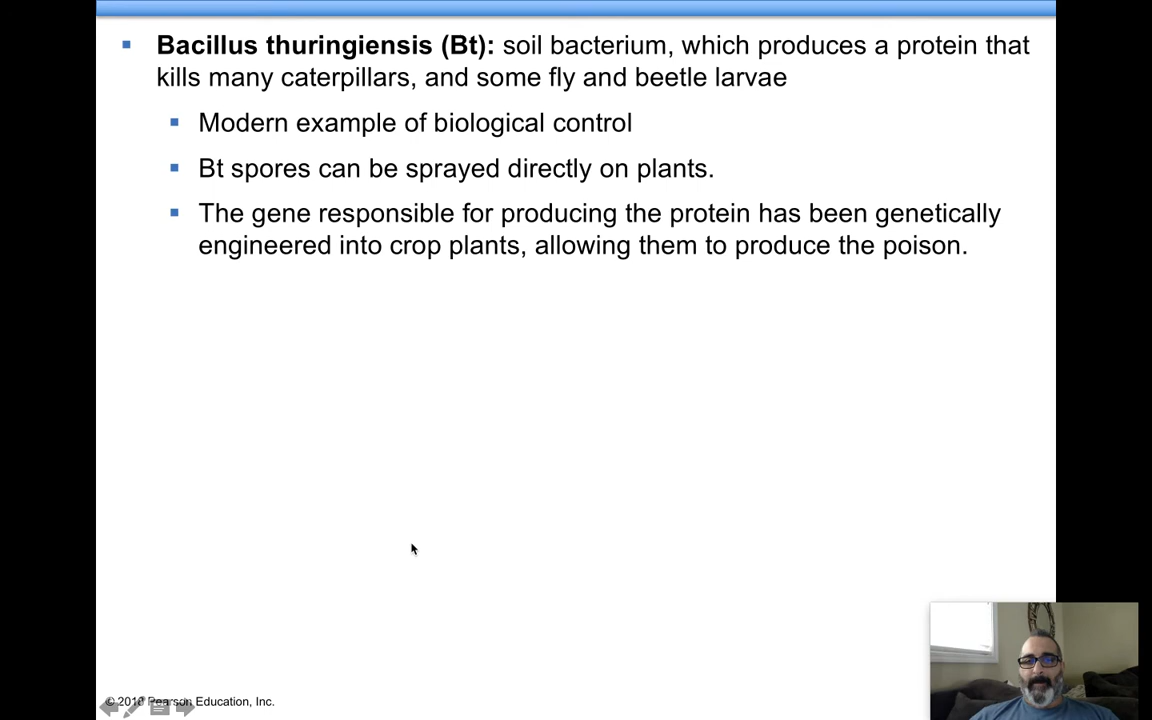 Bacillus thuringiensis (Bt): soil bacterium, which produces a protein that
kills many caterpillars, and some fly and beetle larvae
Modern example of biological control
Bt spores can be sprayed directly on plants.
The gene responsible for producing the protein has been genetically
engineered into crop plants, allowing them to produce the poison.
© 2018 Pearson Education, Inc.